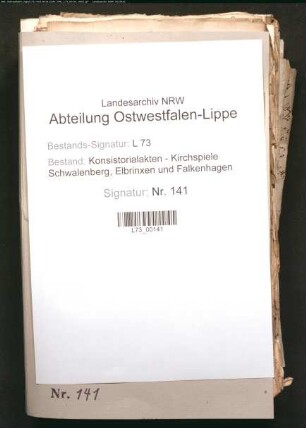 Landesarchiv NRW
Abteilung Ostwestfalen-Lippe
Bestands-Signatur: L 73
Bestand: Konsistorialakten - Kirchspiele
Schwalenberg, Elbrinxen und Falkenhagen
Signatur: Nr. 141
L73_00141
Nr. 141